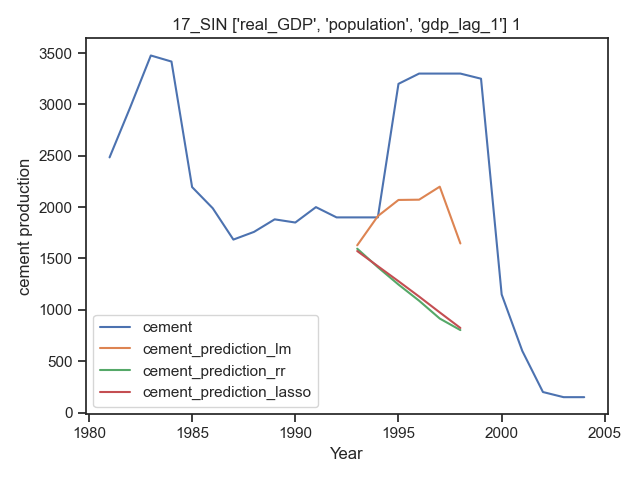 17_SIN ['real_GDP', 'population', 'gdp_lag_1'] 1
cement production
3500
3000
2500
2000
1500
1000
500
0
cement
cement_prediction_lm
cement_prediction_rr
cement_prediction_lasso
1980 1985 1990 1995 2000 2005
Year